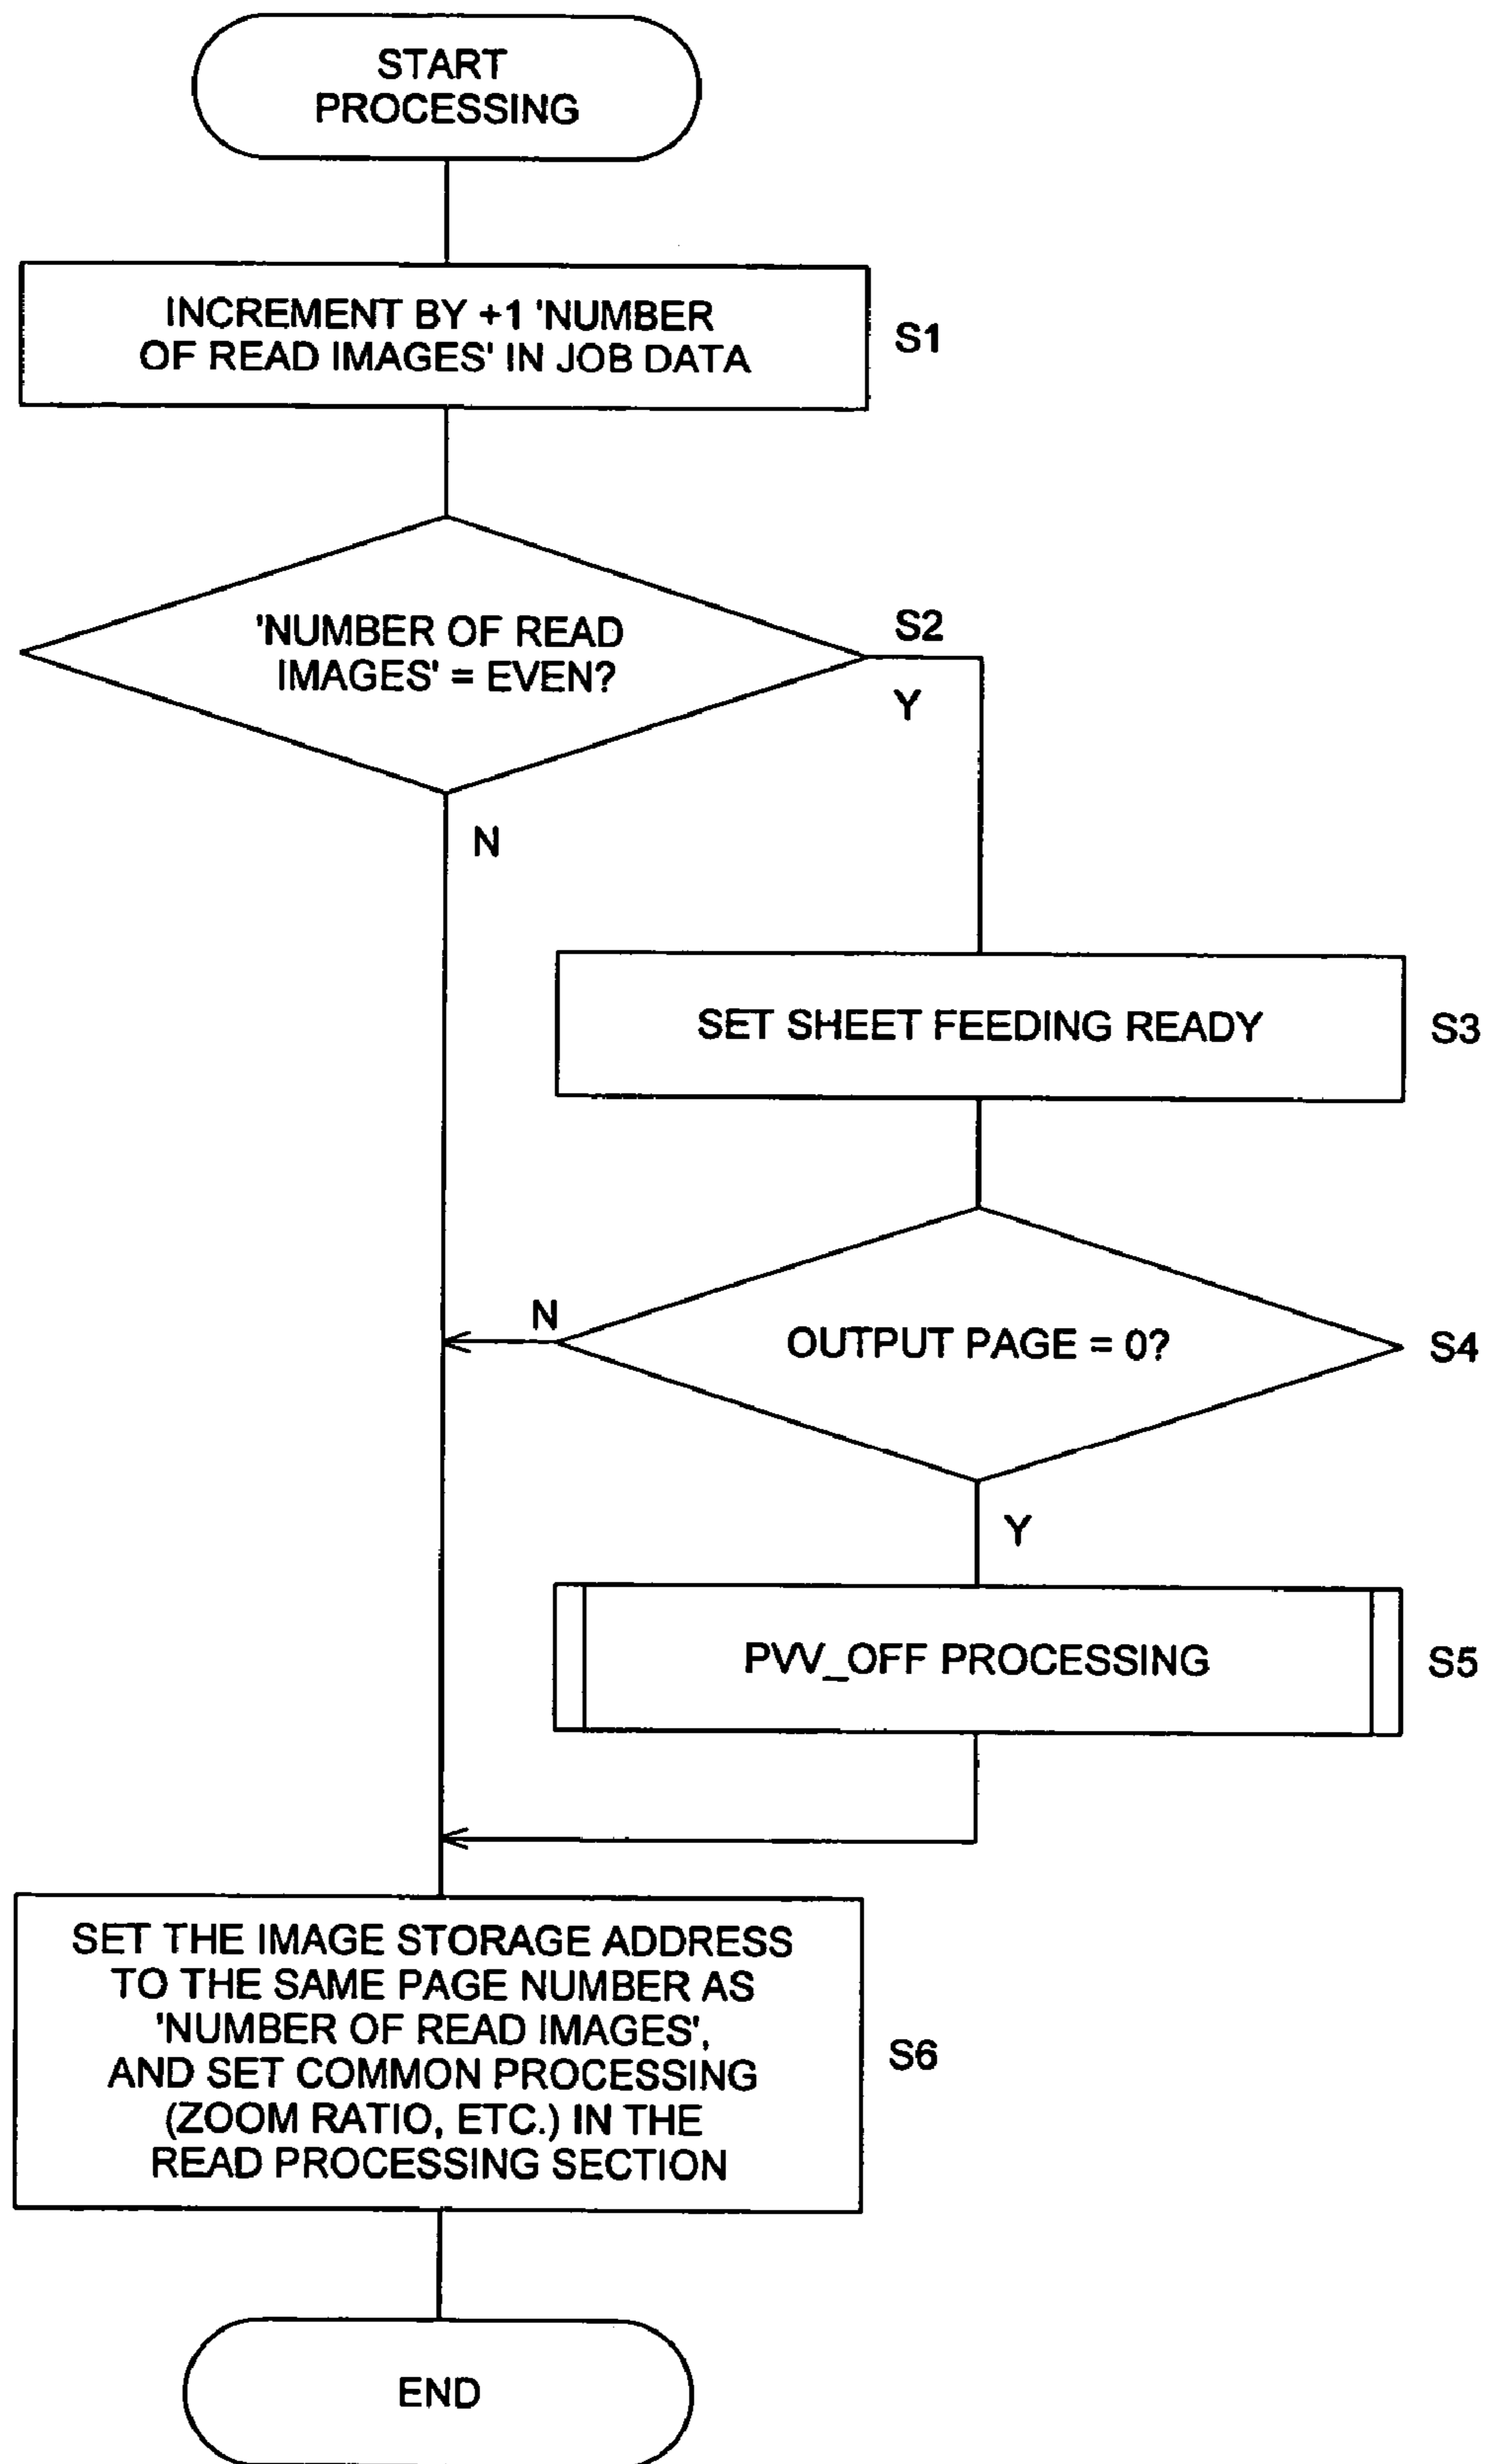 START
PROCESSING
INCREMENT BY +1 'NUMBER
OF READ IMAGES' IN JOB DATA
S1
'NUMBER OF READ
IMAGES' = EVEN?
S2
Y
N
SET SHEET FEEDING READY
S3
N
OUTPUT PAGE = 0?
S4
Y
PVV_OFF PROCESSING
S5
SET THE IMAGE STORAGE ADDRESS
TO THE SAME PAGE NUMBER AS
'NUMBER OF READ IMAGES',
AND SET COMMON PROCESSING
(ZOOM RATIO, ETC.) IN THE
READ PROCESSING SECTION
S6
END